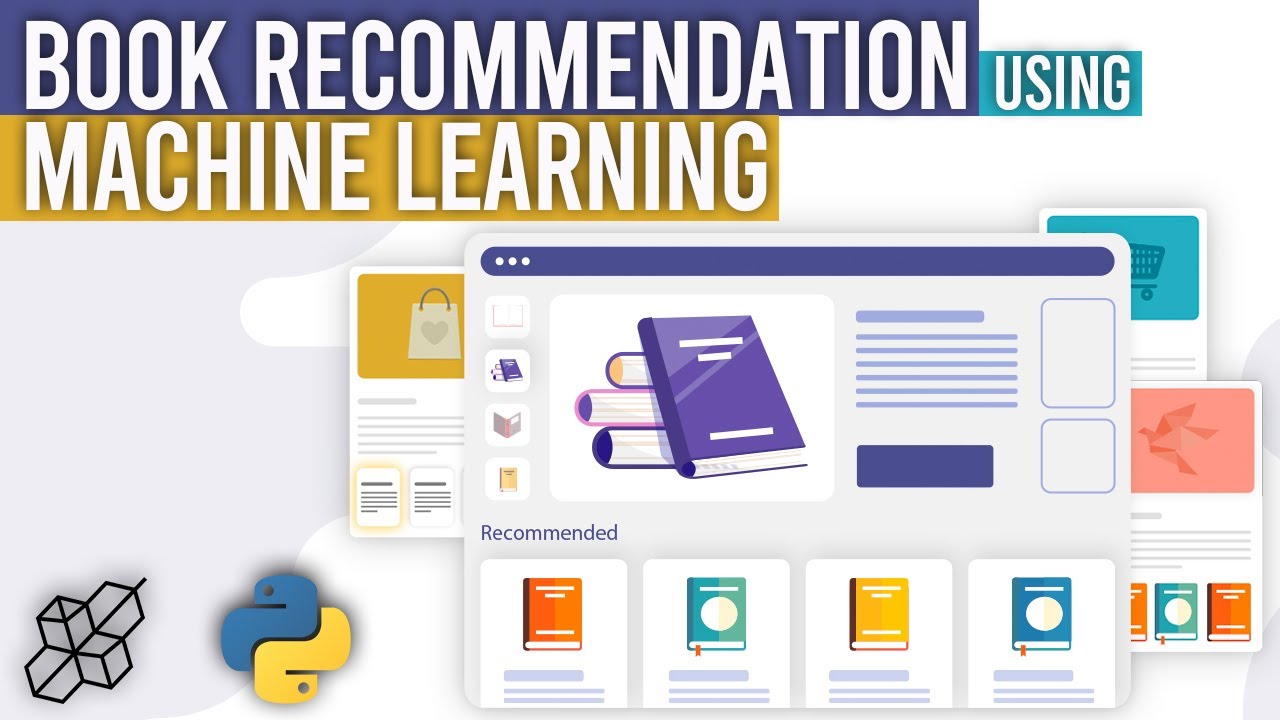 BOOK RECOMMENDATION USING
MACHINE LEARNING
Recommended